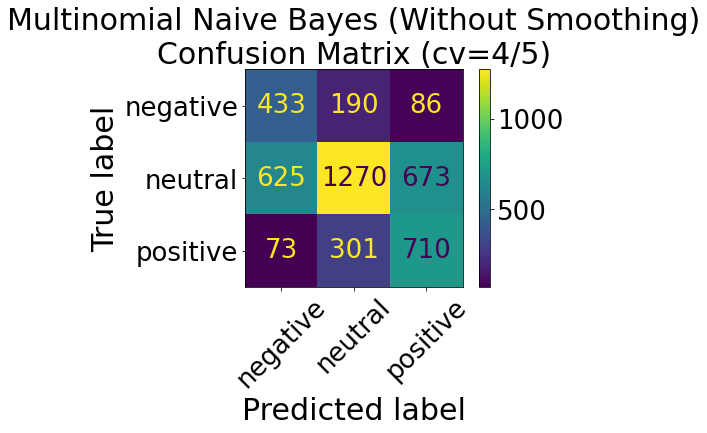 Multinomial Naive Bayes (Without Smoothing)
Confusion Matrix (cv=4/5)
True label
negative 433 190 86
neutral 625 1270 673
positive 73 301 710
1000
500
negative neutral positive
Predicted label